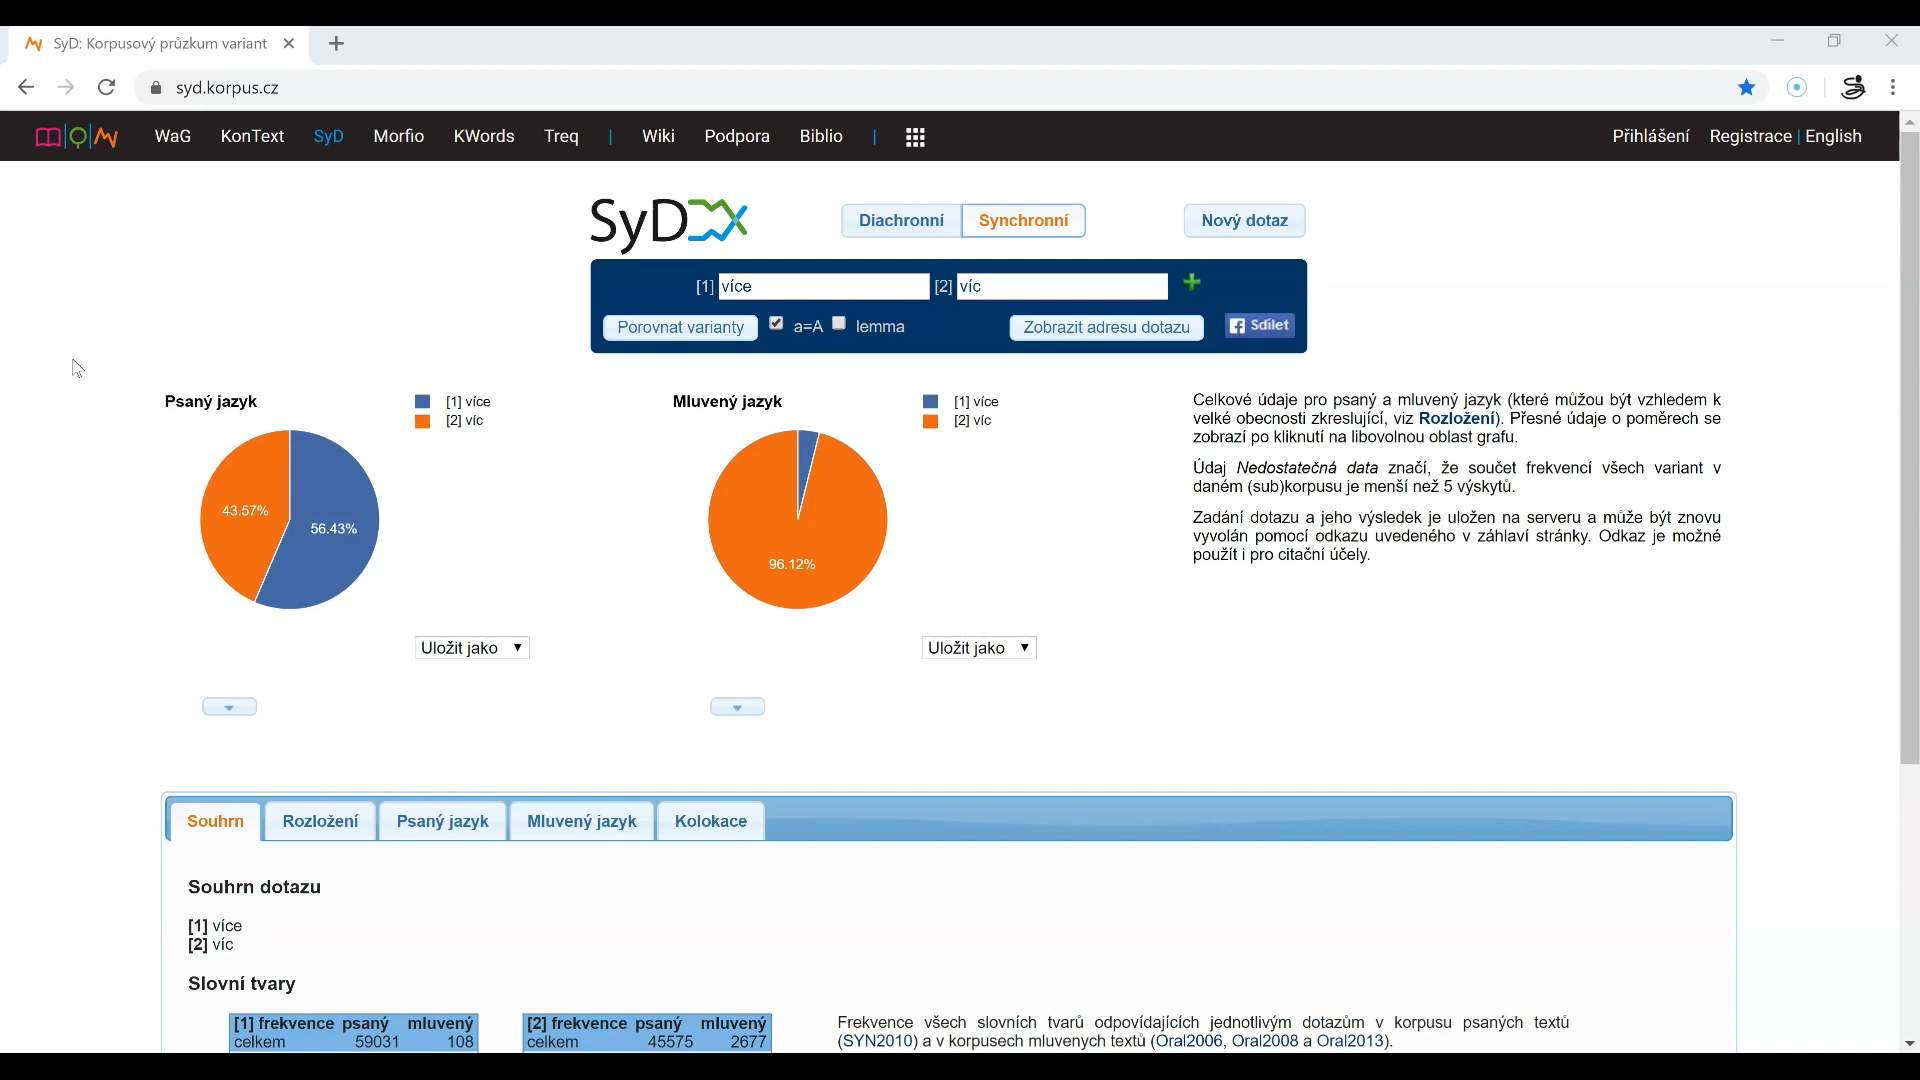 SyD: Korpusový průzkum variant
syd.korpus.cz
WaG KonText SyD Morfio KWords Treq | Wiki Podpora Biblio | Přihlášení Registrace | English
SyD Diachronní Synchronní Nový dotaz
[1] více [2] víc
Porovnat varianty a=A lemma Zobrazit adresu dotazu Sdílet
Psaný jazyk
[1] více
[2] víc
43.57%
56.43%
Uložit jako
Mluvený jazyk
[1] více
[2] víc
96.12%
Uložit jako
Celkové údaje pro psaný a mluvený jazyk (které můžou být vzhledem k
velké obecnosti zkreslující, viz Rozložení). Přesné údaje o poměrech se
zobrazí po kliknutí na libovolnou oblast grafu.
Údaj Nedostatečná data značí, že součet frekvencí všech variant v
daném (sub)korpusu je menší než 5 výskytů.
Zadání dotazu a jeho výsledek je uložen na serveru a může být znovu
vyvolán pomocí odkazu uvedeného v záhlaví stránky. Odkaz je možné
použít i pro citační účely.
Souhrn Rozložení Psaný jazyk Mluvený jazyk Kolokace
Souhrn dotazu
[1] více
[2] víc
Slovní tvary
[1] frekvence psaný mluvený
celkem 59031 108
[2] frekvence psaný mluvený
celkem 45575 2677
Frekvence všech slovních tvarů odpovídajících jednotlivým dotazům v korpusu psaných textů
(SYN2010) a v korpusech mluvených textů (Oral2006, Oral2008 a Oral2013).